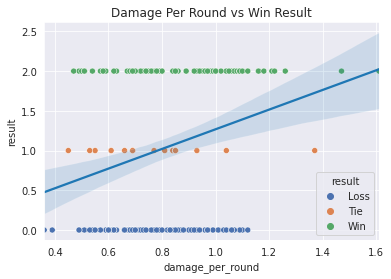 Damage Per Round vs Win Result
2.5
2.0
1.5
1.0
0.5
0.0
result
0.4
0.6
0.8
1.0
1.2
1.4
1.6
damage_per_round
result
Loss
Tie
Win